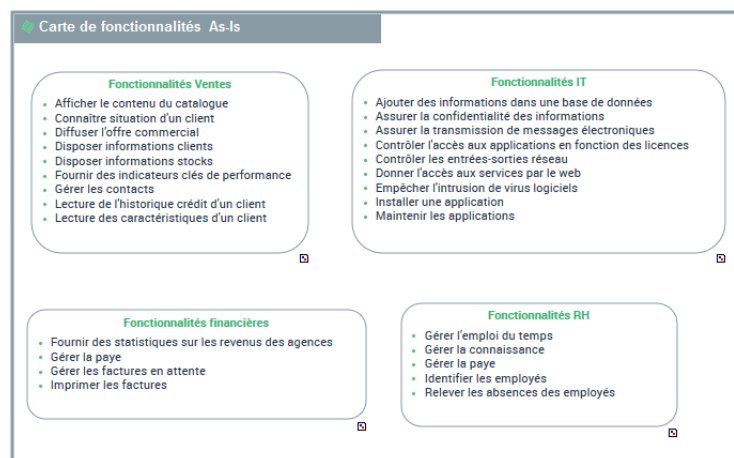 Carte de fonctionnalités As-Is
Fonctionnalités Ventes
Afficher le contenu du catalogue
Connaître situation d'un client
Diffuser l'offre commercial
Disposer informations clients
Disposer informations stocks
Fournir des indicateurs clés de performance
Gérer les contacts
Lecture de l'historique crédit d'un client
Lecture des caractéristiques d'un client
Fonctionnalités IT
Ajouter des informations dans une base de données
Assurer la confidentialité des informations
Assurer la transmission de messages électroniques
Contrôler l'accès aux applications en fonction des licences
Contrôler les entrées-sorties réseau
Donner l'accès aux services par le web
Empêcher l'intrusion de virus logiciels
Installer une application
Maintenir les applications
Fonctionnalités financières
Fournir des statistiques sur les revenus des agences
Gérer la paye
Gérer les factures en attente
Imprimer les factures
Fonctionnalités RH
Gérer l'emploi du temps
Gérer la connaissance
Gérer la paye
Identifier les employés
Relever les absences des employés